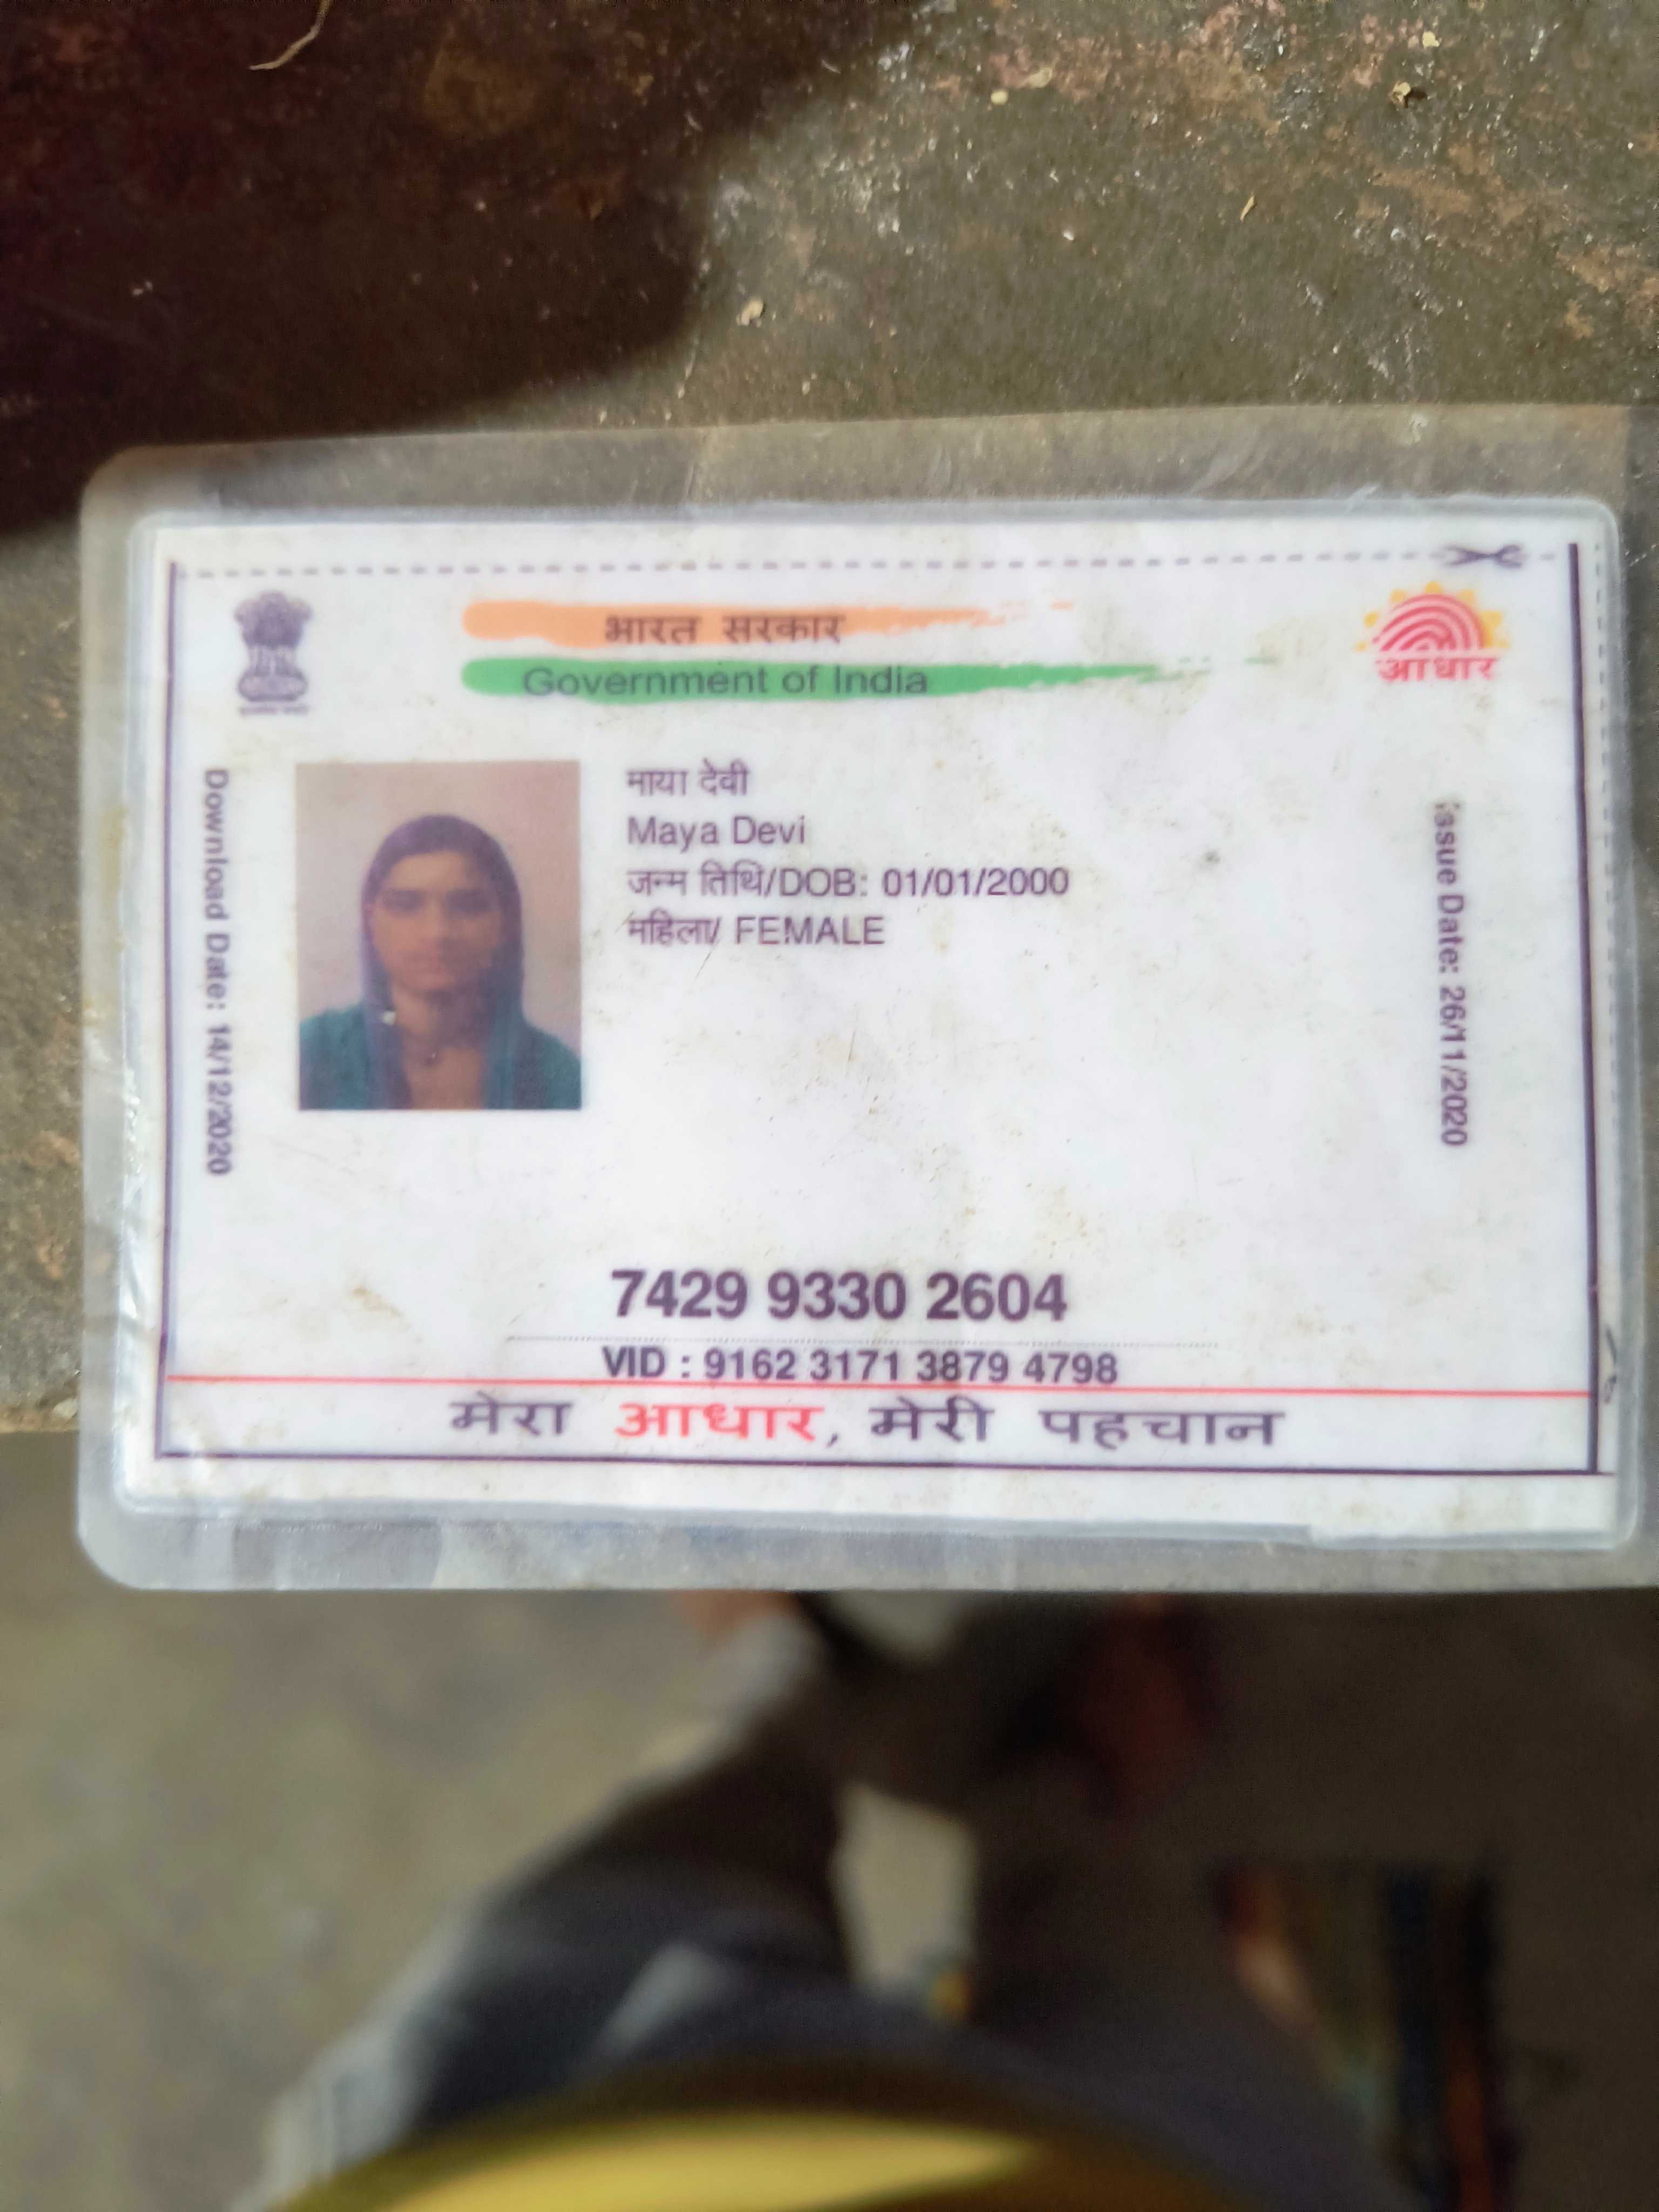 भारत सरकार
Government of India
आधार
Download Date: 14/12/2020
माया देवी
Maya Devi
जन्म तिथि/DOB: 01/01/2000
महिला/ FEMALE
Issue Date: 26/11/2020
7429 9330 2604
VID : 9162 3171 3879 4798
मेरा आधार, मेरी पहचान